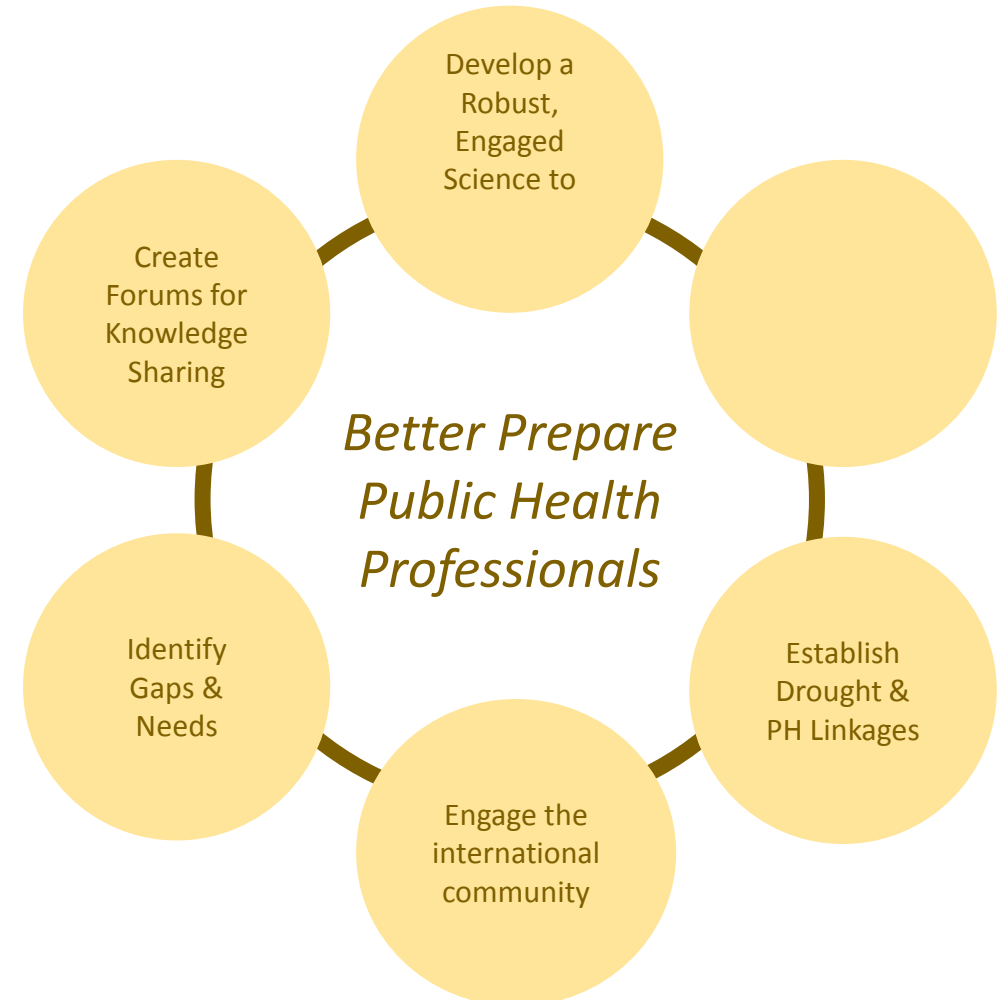 Develop a
Robust,
Engaged
Science to
Create
Forums for
Knowledge
Sharing
Better Prepare
Public Health
Professionals
Identify
Gaps &
Needs
Establish
Drought &
PH Linkages
Engage the
international
community